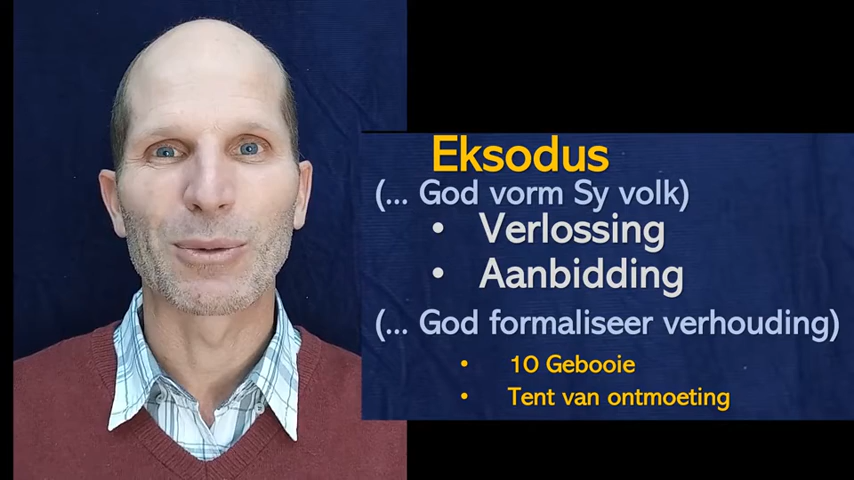 Eksodus
(... God vorm Sy volk)
• Verlossing
• Aanbidding
(... God formaliseer verhouding)
• 10 Gebooie
• Tent van ontmoeting